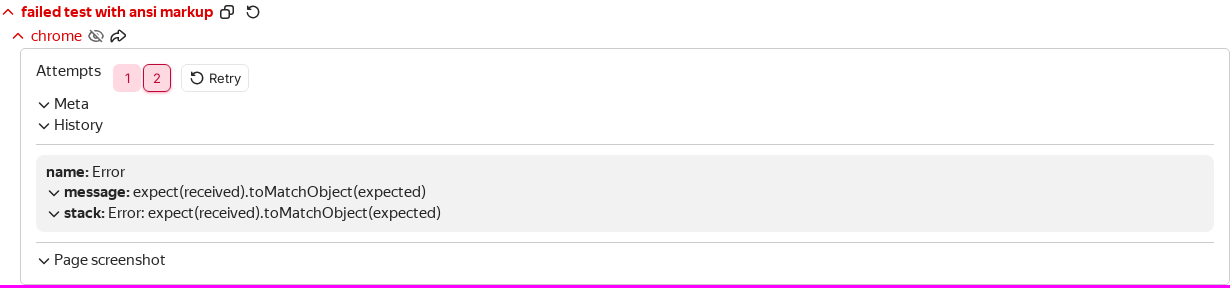 failed test with ansi markup
chrome
Attempts 1 2 Retry
Meta
History
name: Error
message: expect(received).toMatchObject(expected)
stack: Error: expect(received).toMatchObject(expected)
Page screenshot